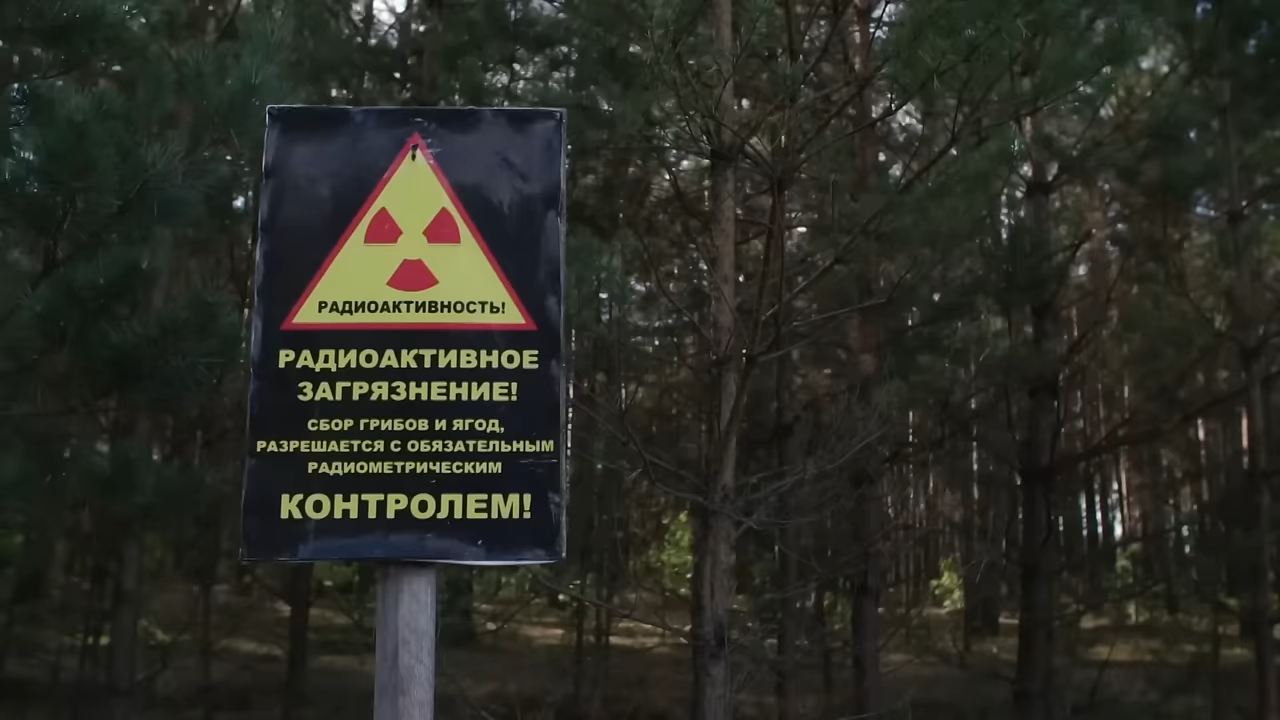 РАДИОАКТИВНОСТЬ!
РАДИОАКТИВНОЕ
ЗАГРЯЗНЕНИЕ!
СБОР ГРИБОВ И ЯГОД,
РАЗРЕШАЕТСЯ С ОБЯЗАТЕЛЬНЫМ
РАДИОМЕТРИЧЕСКИМ
КОНТРОЛЕМ!